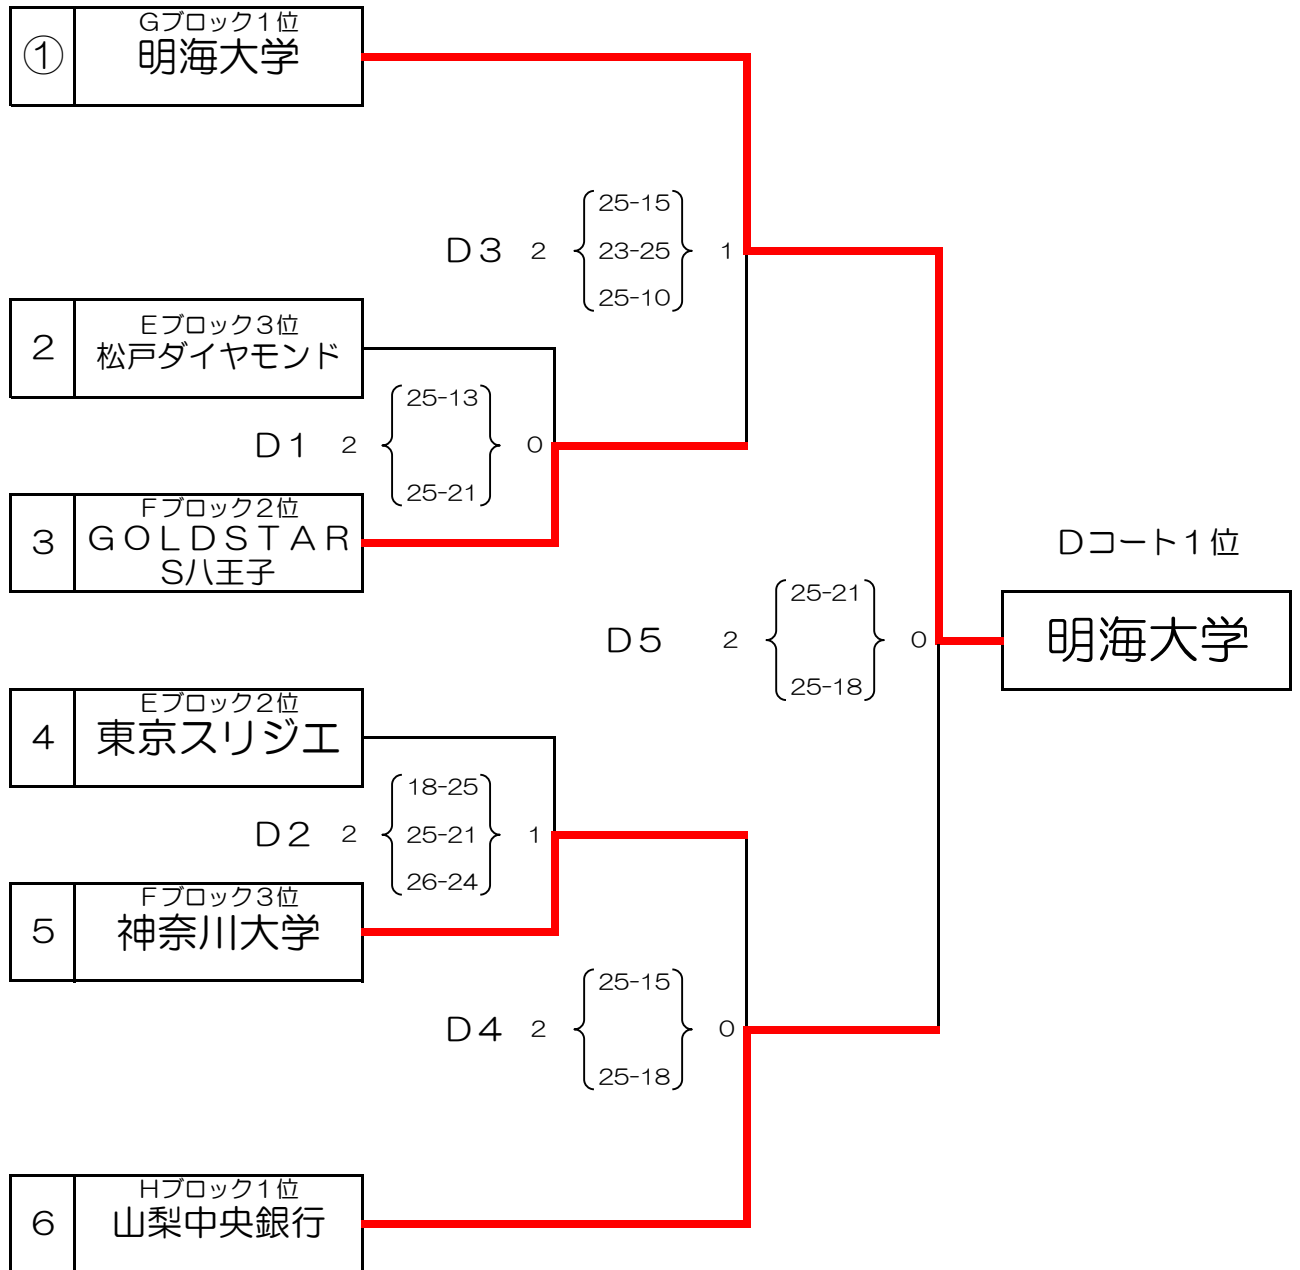 Gブロック１位
① 明海大学
25-15
D３ 2 23-25 1
25-10
Eブロック３位
２ 松戸ダイヤモンド
25-13
D１ 2 0
25-21
Fブロック２位
３ ＧＯＬＤＳＴＡＲ
S八王子
Dコート１位
明海大学
25-21
D５ 2 0
25-18
Eブロック２位
４ 東京スリジエ
18-25
D２ 2 25-21 1
26-24
Fブロック３位
５ 神奈川大学
25-15
D４ 2 0
25-18
Hブロック１位
６ 山梨中央銀行